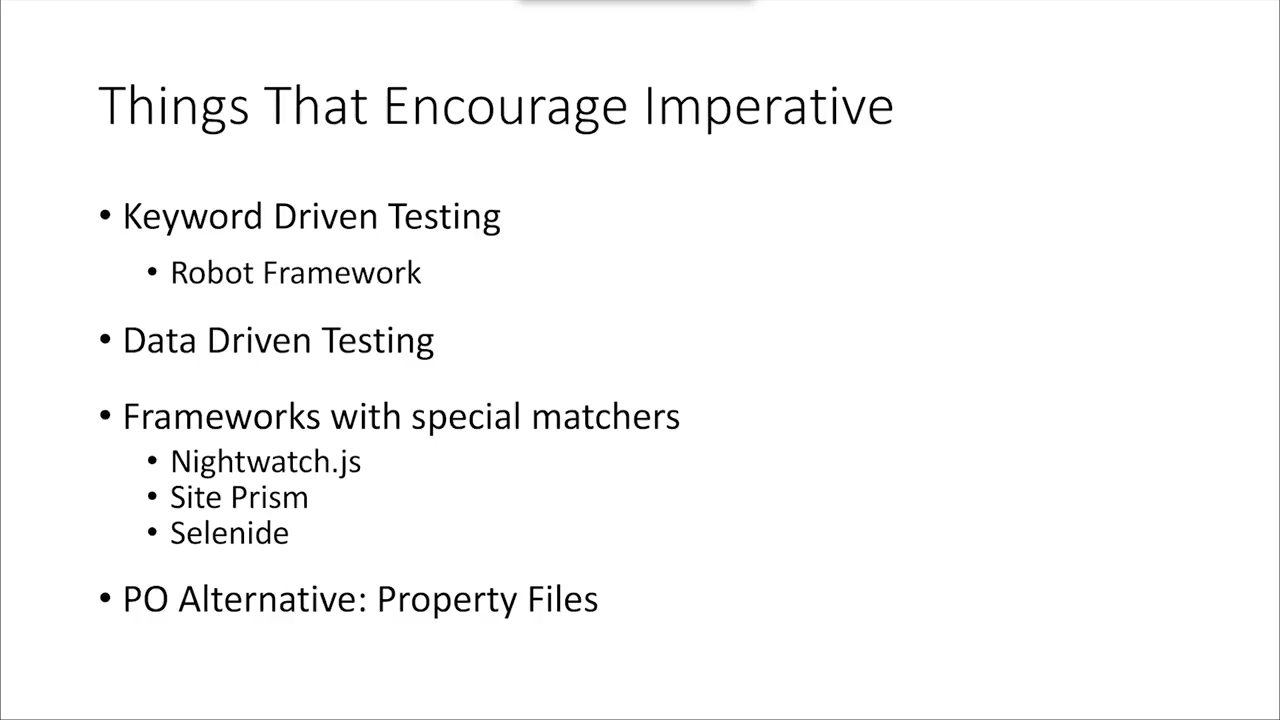 Things That Encourage Imperative
• Keyword Driven Testing
• Robot Framework
• Data Driven Testing
• Frameworks with special matchers
• Nightwatch.js
• Site Prism
• Selenide
• PO Alternative: Property Files